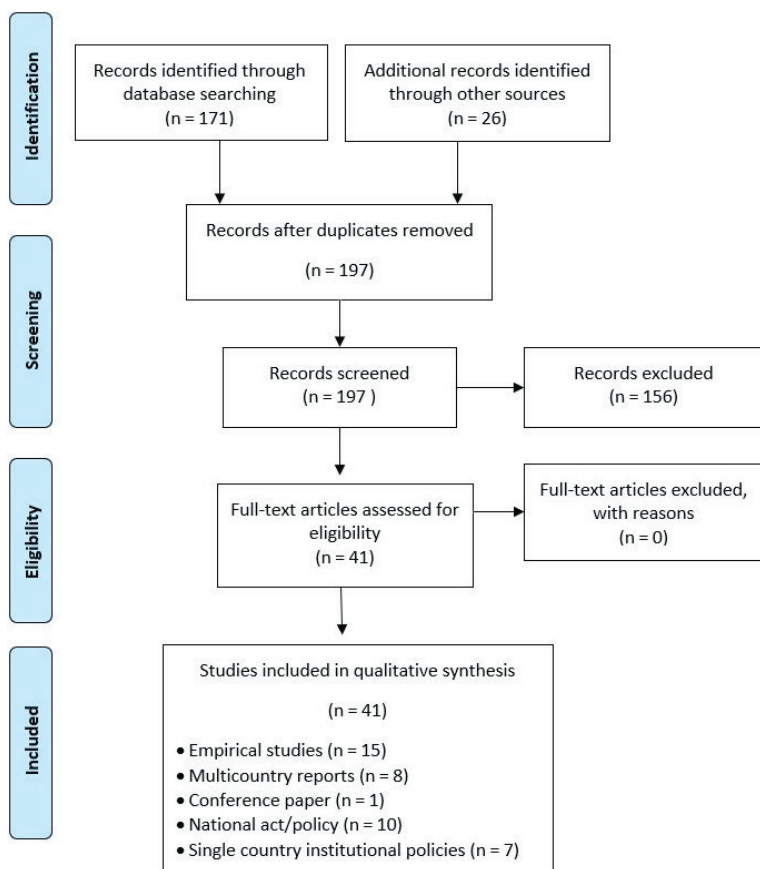 Identification
Records identified through
database searching
(n = 171)
Additional records identified
through other sources
(n = 26)
Records after duplicates removed
(n = 197)
Screening
Records screened
(n = 197 )
Records excluded
(n = 156)
Eligibility
Full-text articles assessed for
eligibility
(n = 41)
Full-text articles excluded,
with reasons
(n = 0)
Included
Studies included in qualitative synthesis
(n = 41)
• Empirical studies (n = 15)
• Multicountry reports (n = 8)
• Conference paper (n = 1)
• National act/policy (n = 10)
• Single country institutional policies (n = 7)